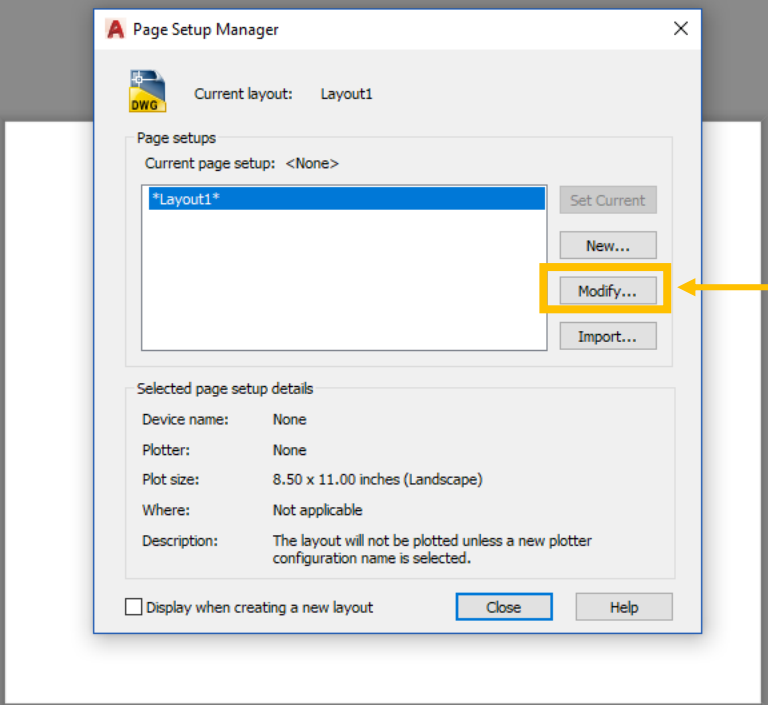 Page Setup Manager
DWG
Current layout: Layout1
Page setups
Current page setup: <None>
*Layout1*
Set Current
New...
Modify...
Import...
Selected page setup details
Device name: None
Plotter: None
Plot size: 8.50 x 11.00 inches (Landscape)
Where: Not applicable
Description: The layout will not be plotted unless a new plotter
configuration name is selected.
Display when creating a new layout
Close
Help